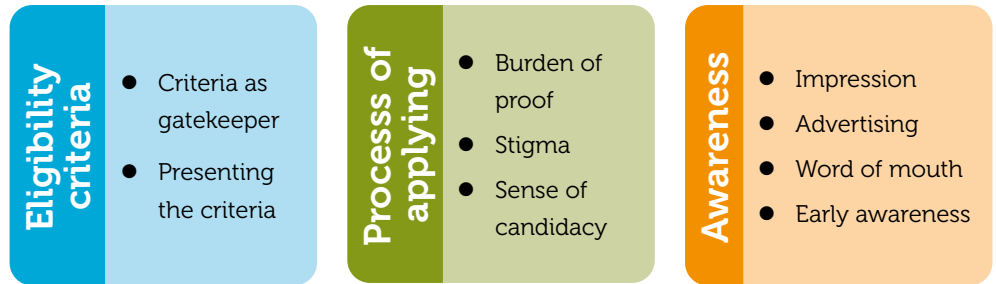 Eligibility
criteria
● Criteria as
gatekeeper
● Presenting
the criteria
Processs of
applying
● Burden of
proof
● Stigma
● Sense of
candidacy
Awareness
● Impression
● Advertising
● Word of mouth
● Early awareness